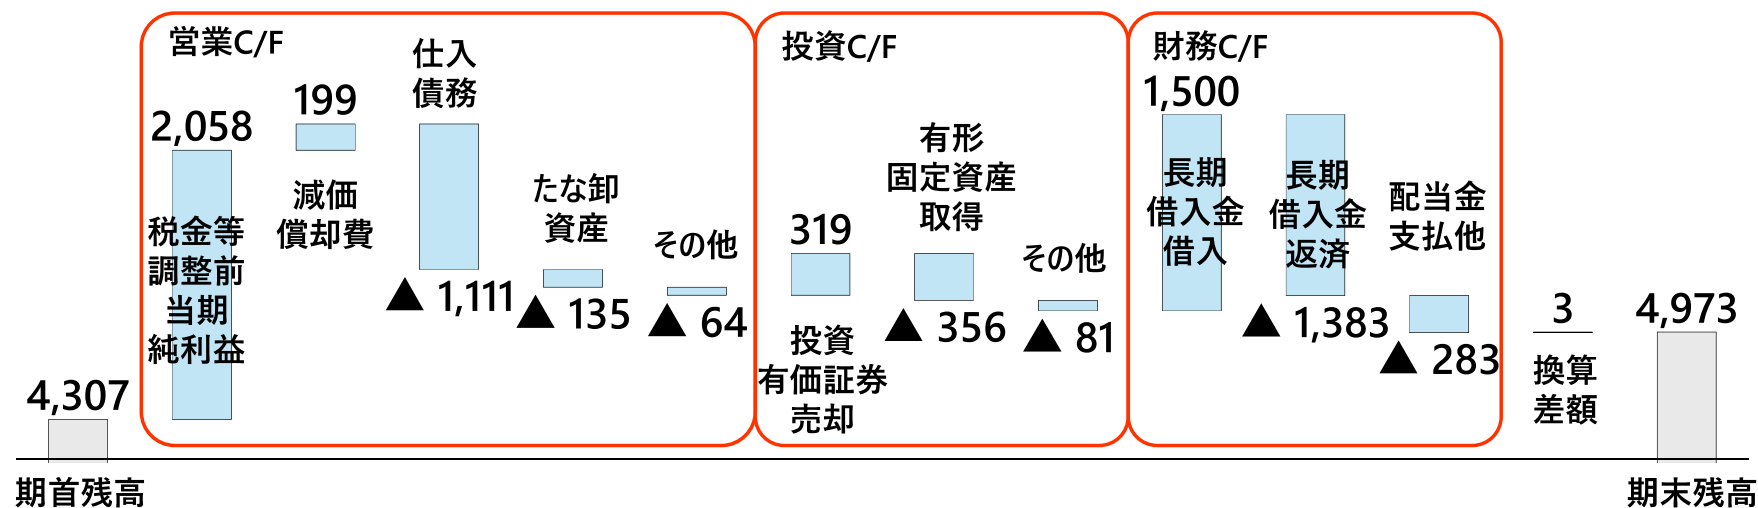 営業C/F
2,058
税金等
調整前
当期
純利益
199
減価
償却費
仕入
債務
▲ 1,111
たな卸
資産
▲ 135
その他
▲ 64
投資C/F
319
投資
有価証券
売却
有形
固定資産
取得
▲ 356
その他
▲ 81
財務C/F
1,500
長期
借入金
借入
長期
借入金
返済
▲ 1,383
配当金
支払他
▲ 283
3
換算
差額
4,307
期首残高
4,973
期末残高